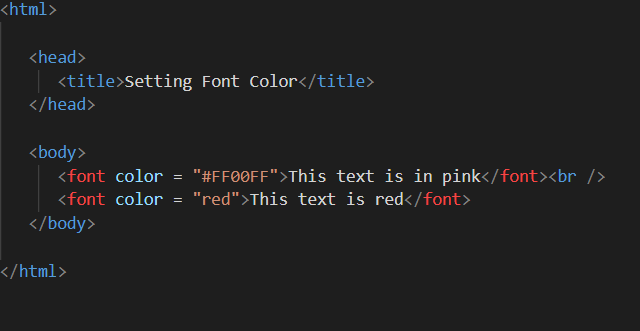 <html>
<head>
<title>Setting Font Color</title>
</head>
<body>
<font color = "#FF00FF">This text is in pink</font><br />
<font color = "red">This text is red</font>
</body>
</html>